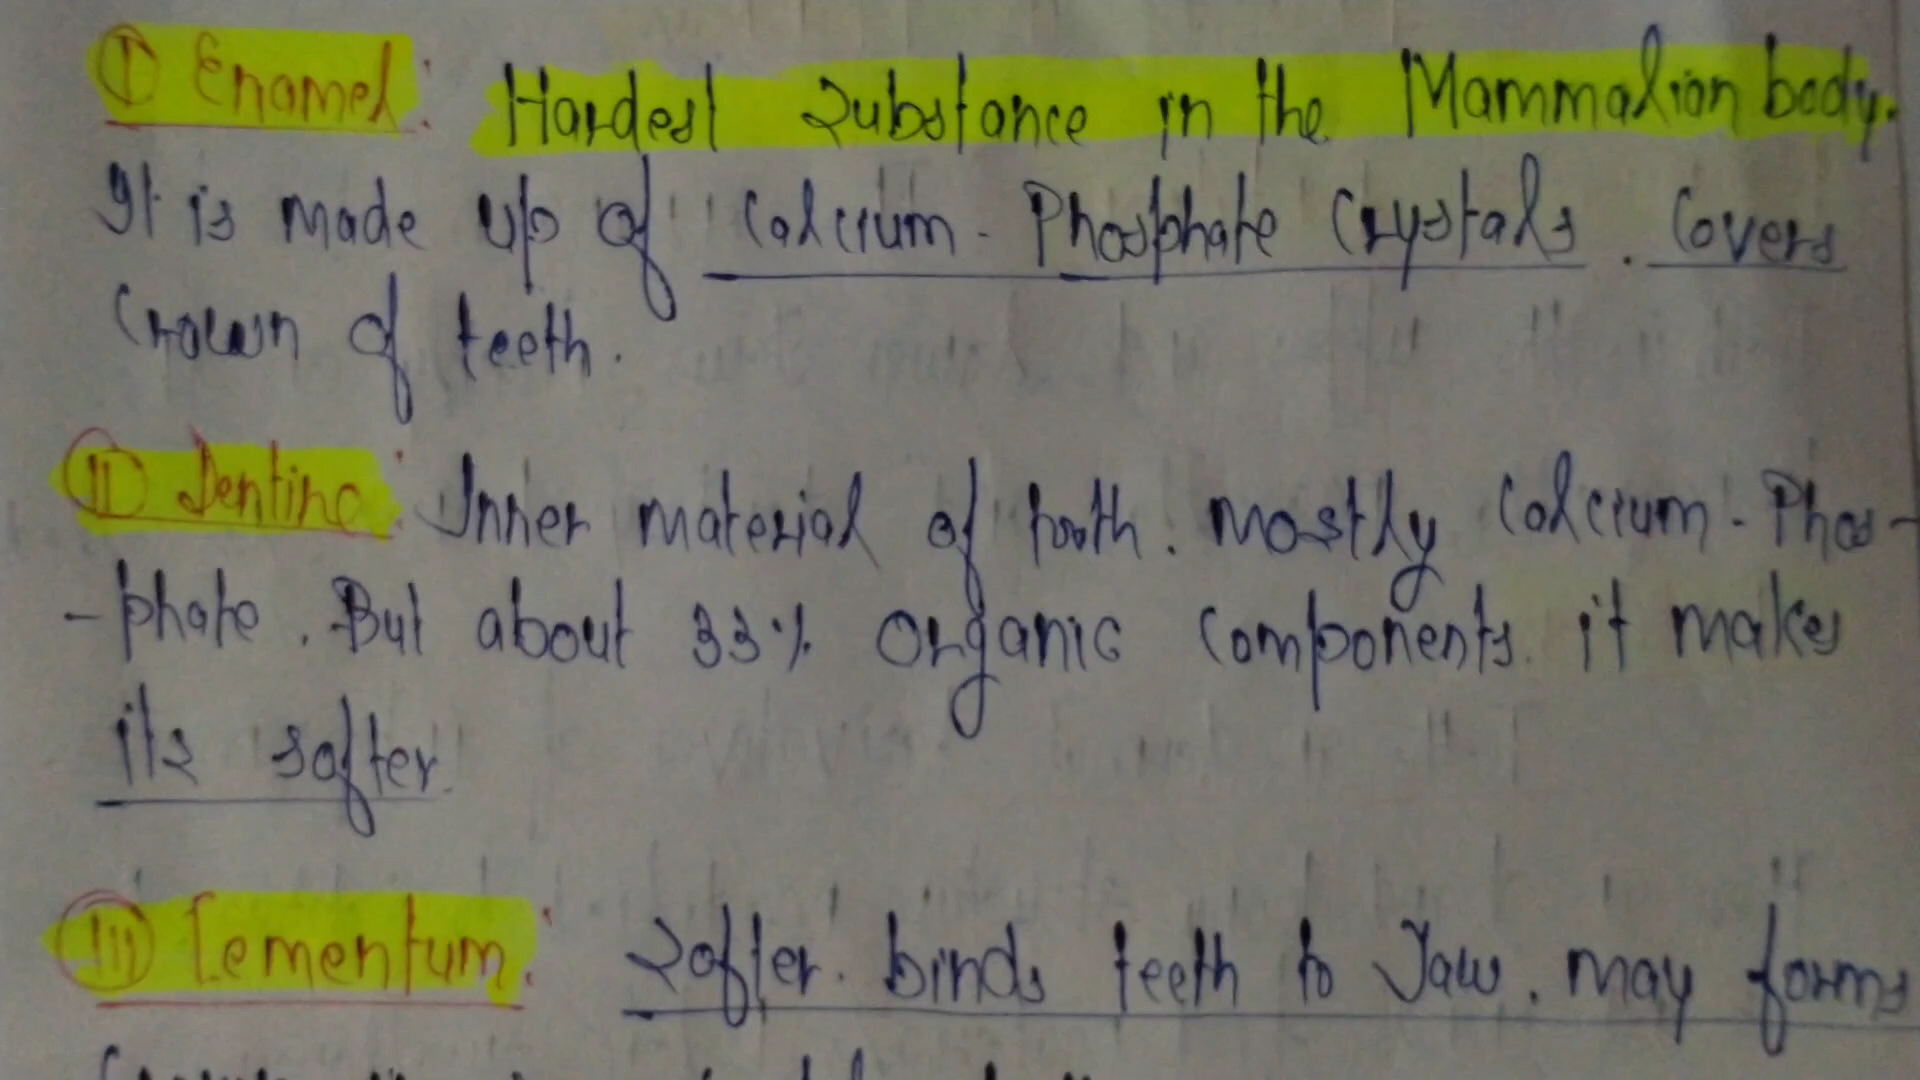 I Enamel: Hardest Substance in the Mammalian body.
It is made up of Calcium - Phosphate Crystals. Covers
Crown of teeth.
II Dentine: Inner material of tooth. mostly Calcium - Phos-
-phate. But about 33% Organic Components. it makes
its softer.
III Cementum: Softer. binds teeth to Jaw. may forms